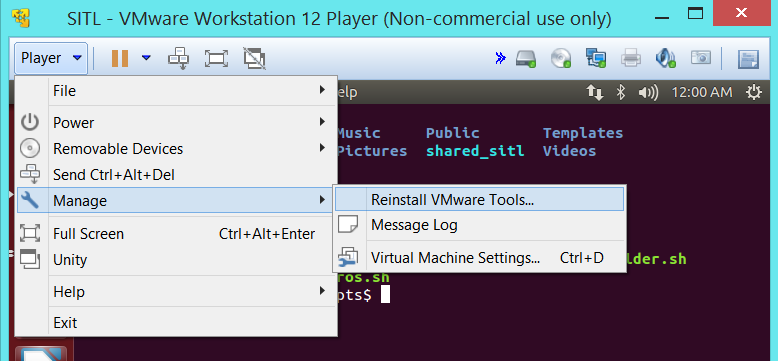 SITL - VMware Workstation 12 Player (Non-commercial use only)
Player
elp
12:00 AM
File
Power
Music Public Templates
Removable Devices
Pictures shared_sitl Videos
Send Ctrl+Alt+Del
Manage
Reinstall VMware Tools...
Message Log
Full Screen Ctrl+Alt+Enter
Unity
Virtual Machine Settings... Ctrl+D
lder.sh
ros.sh
Help
pts$
Exit